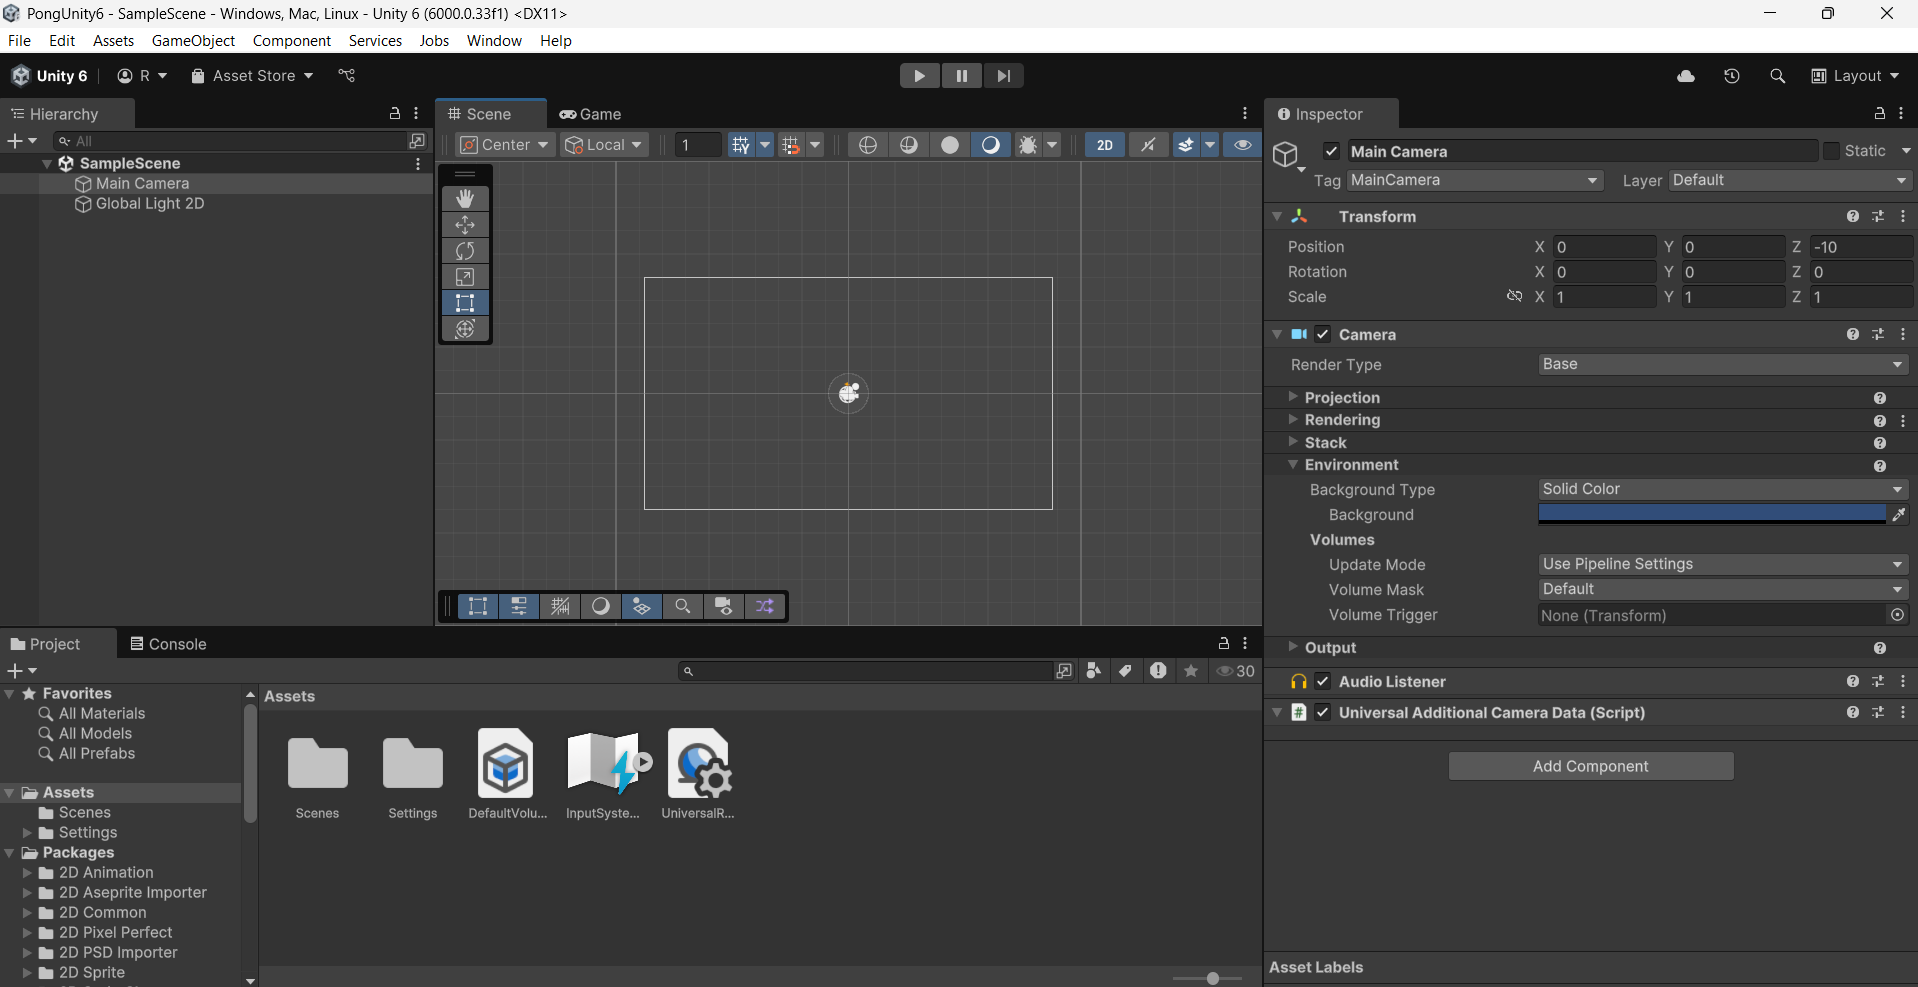 PongUnity6 - SampleScene - Windows, Mac, Linux - Unity 6 (6000.0.33f1) <DX11>
File Edit Assets GameObject Component Services Jobs Window Help
Unity 6 R Asset Store Layout
Hierarchy
All
SampleScene
Main Camera
Global Light 2D
Scene Game
Center Local 1 2D
Inspector
Main Camera Static
Tag MainCamera Layer Default
Transform
Position X 0 Y 0 Z -10
Rotation X 0 Y 0 Z 0
Scale X 1 Y 1 Z 1
Camera
Render Type Base
Projection
Rendering
Stack
Environment
Background Type Solid Color
Background
Volumes
Update Mode Use Pipeline Settings
Volume Mask Default
Volume Trigger None (Transform)
Output
Audio Listener
# Universal Additional Camera Data (Script)
Add Component
Asset Labels
Project Console
30
Favorites
All Materials
All Models
All Prefabs
Assets
Scenes
Settings
Packages
2D Animation
2D Aseprite Importer
2D Common
2D Pixel Perfect
2D PSD Importer
2D Sprite
Assets
Scenes Settings DefaultVolu... InputSyste... UniversalR...